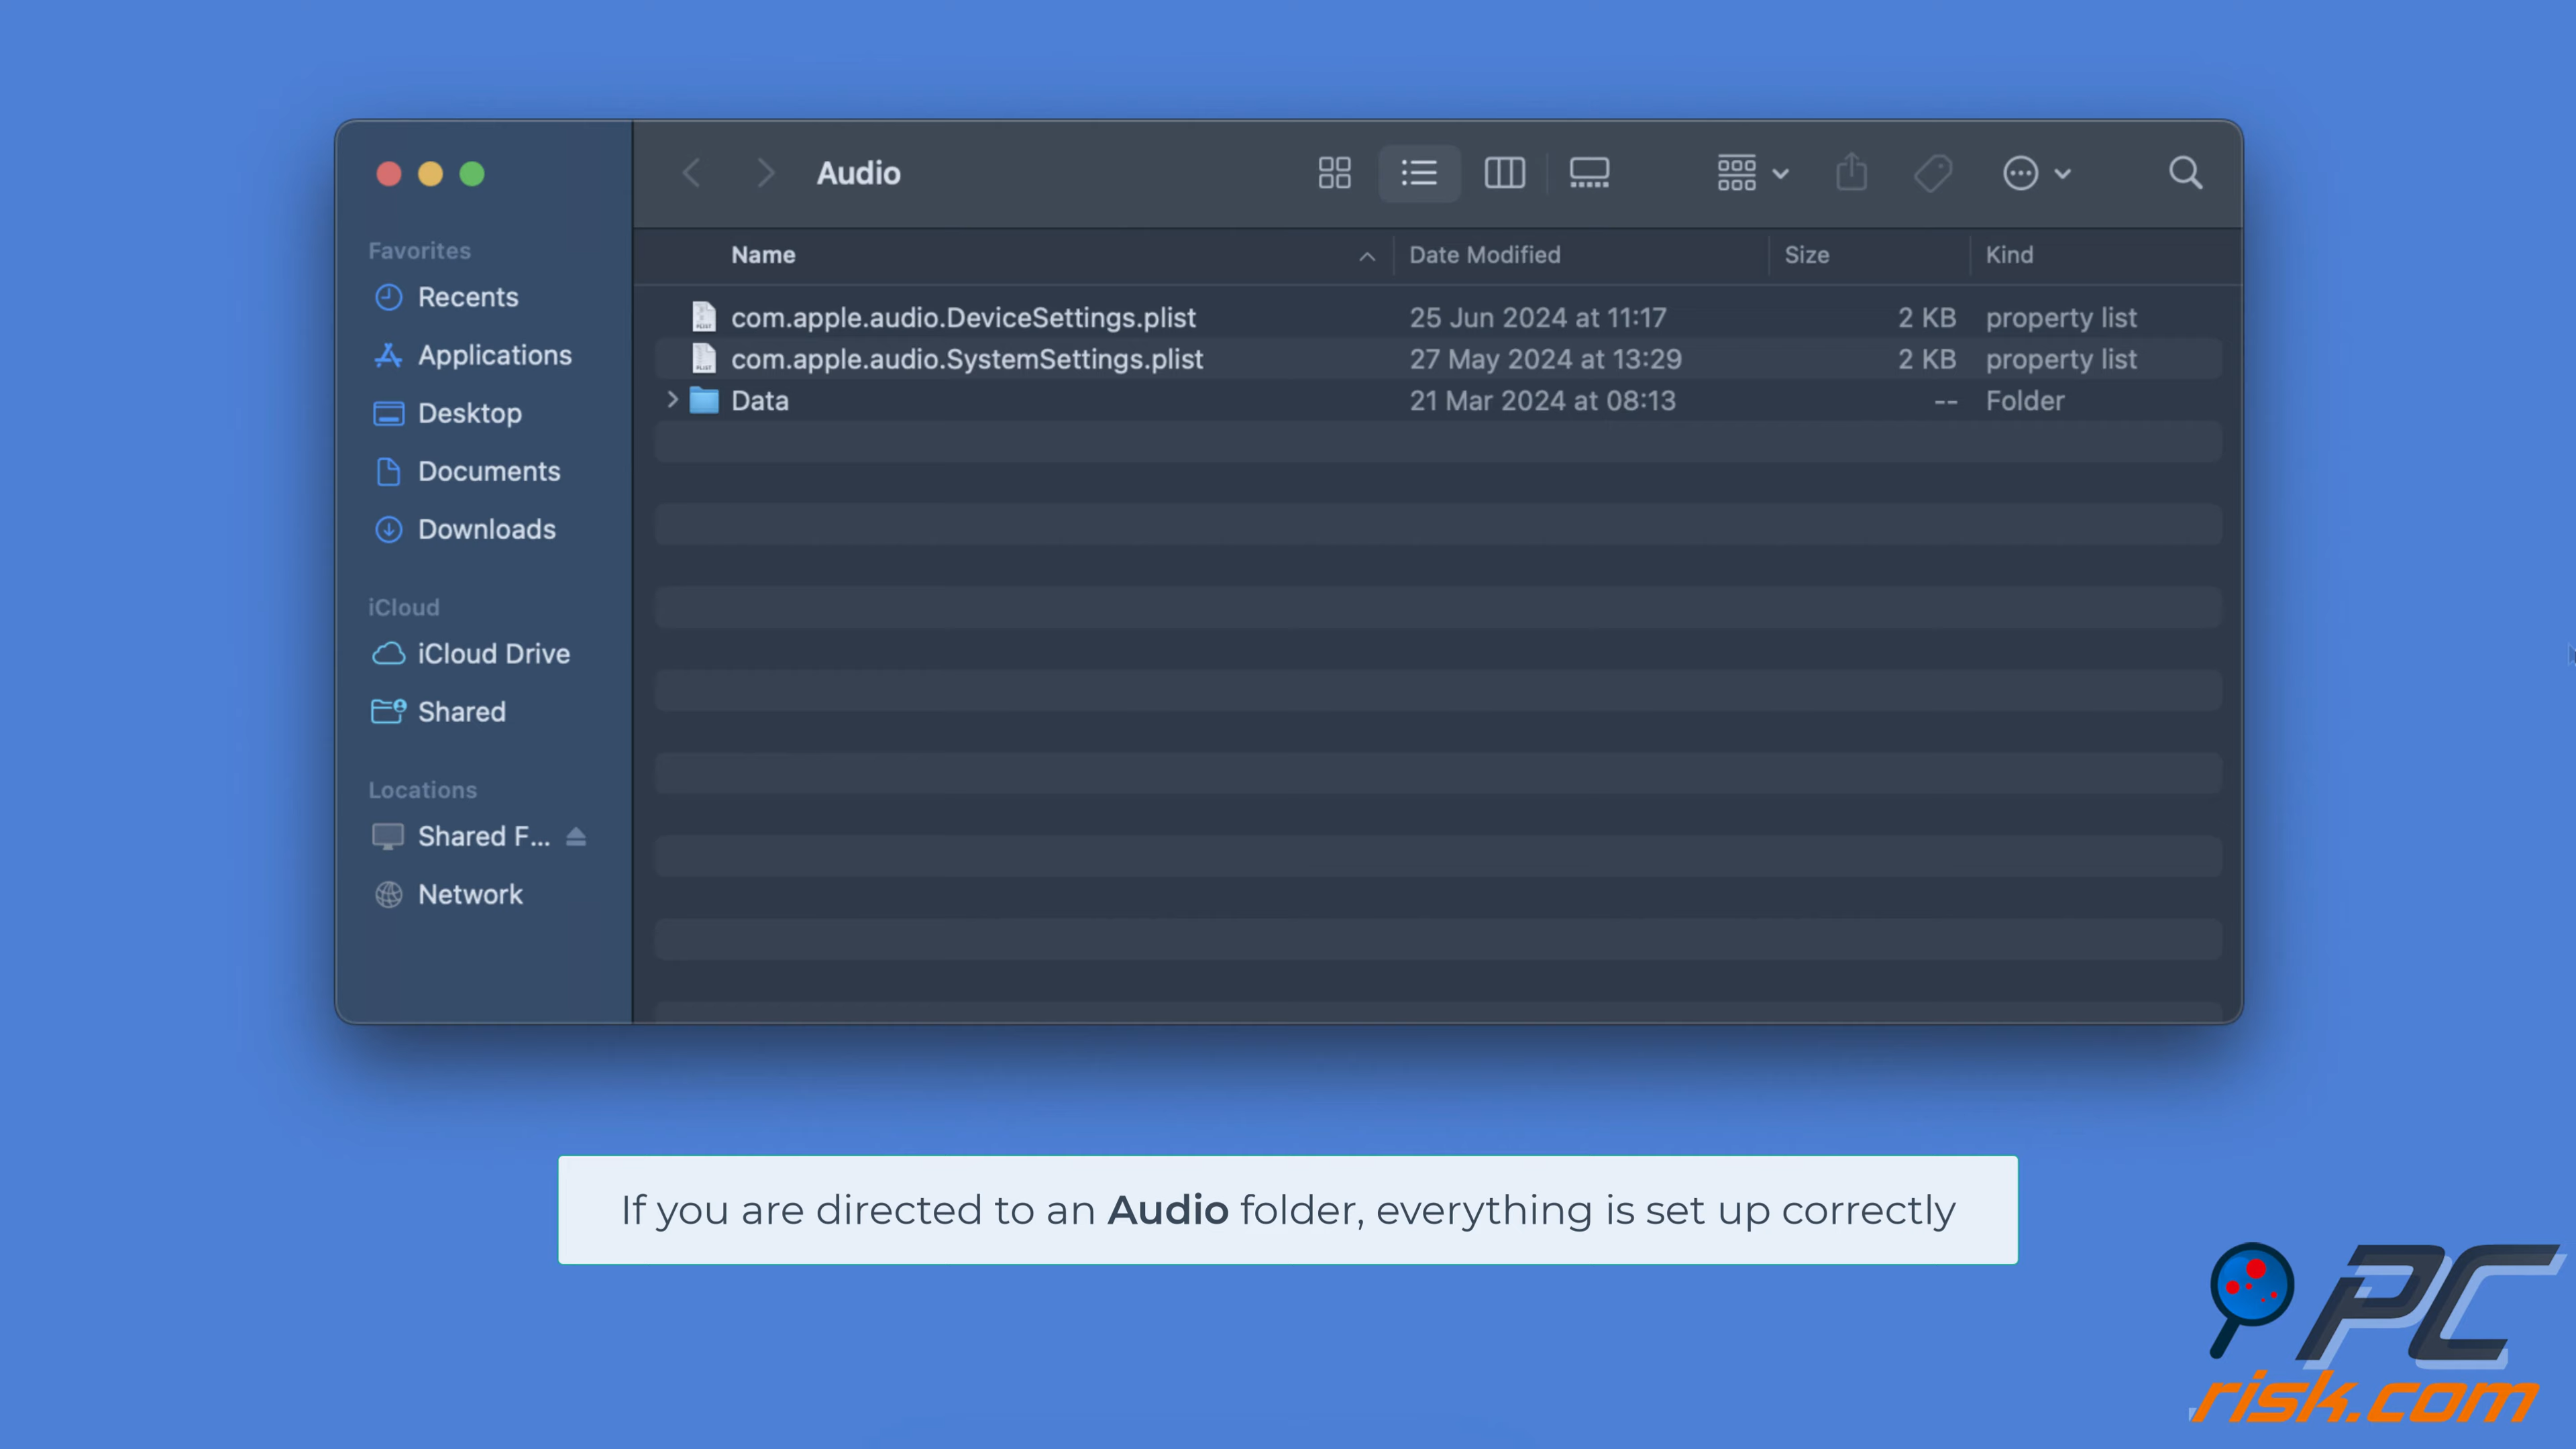 Audio
Favorites
Recents
Applications
Desktop
Documents
Downloads
iCloud
iCloud Drive
Shared
Locations
Shared F...
Network
Name Date Modified Size Kind
com.apple.audio.DeviceSettings.plist 25 Jun 2024 at 11:17 2 KB property list
com.apple.audio.SystemSettings.plist 27 May 2024 at 13:29 2 KB property list
Data 21 Mar 2024 at 08:13 -- Folder
If you are directed to an Audio folder, everything is set up correctly
PC
risk.com